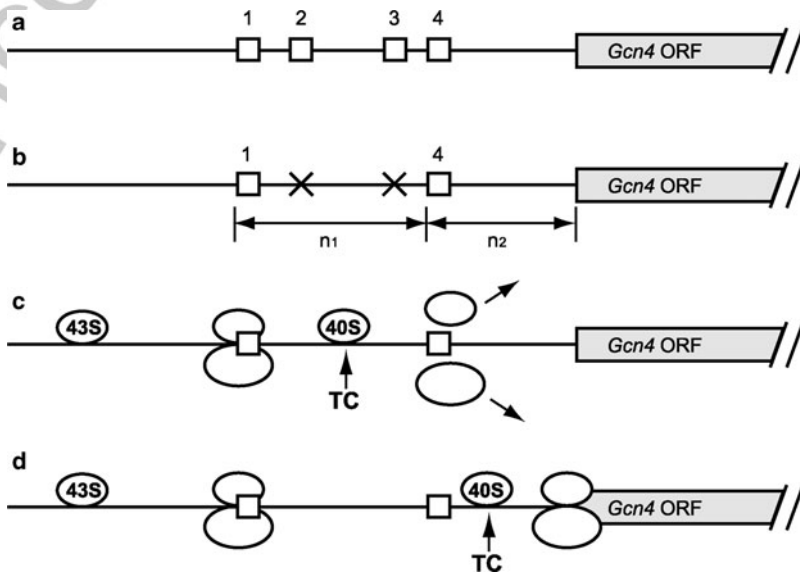 a
1 2 3 4
Gcn4 ORF
b
1 4
Gcn4 ORF
n1 n2
c
43S 40S
Gcn4 ORF
TC
d
43S 40S
Gcn4 ORF
TC